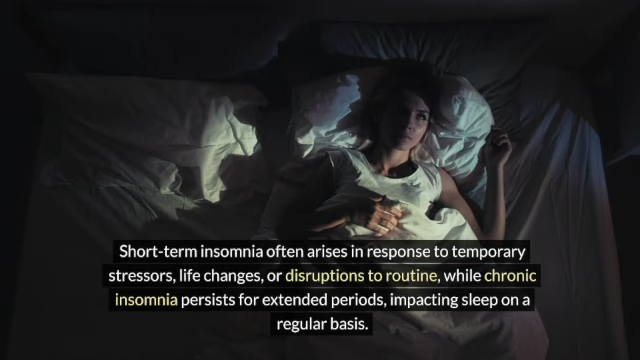 Short-term insomnia often arises in response to temporary
stressors, life changes, or disruptions to routine, while chronic
insomnia persists for extended periods, impacting sleep on a
regular basis.